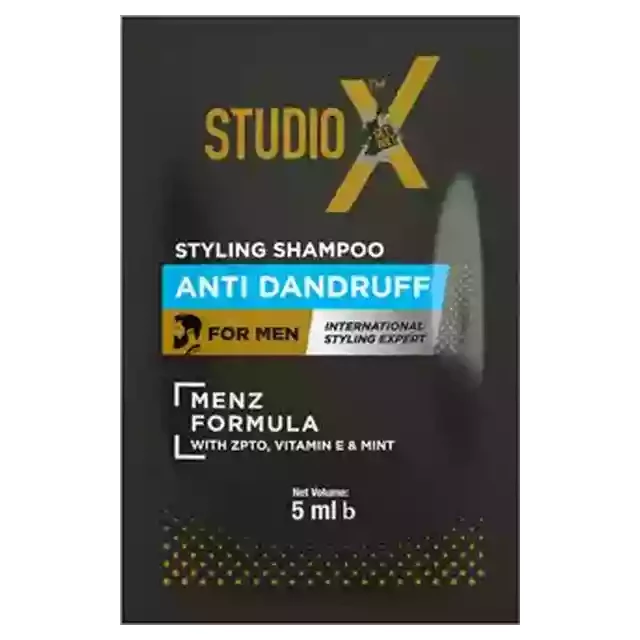 STUDIO X
TM
STYLING SHAMPOO
ANTI DANDRUFF
FOR MEN
INTERNATIONAL
STYLING EXPERT
MENZ
FORMULA
WITH ZPTO, VITAMIN E & MINT
Net Volume:
5 ml b